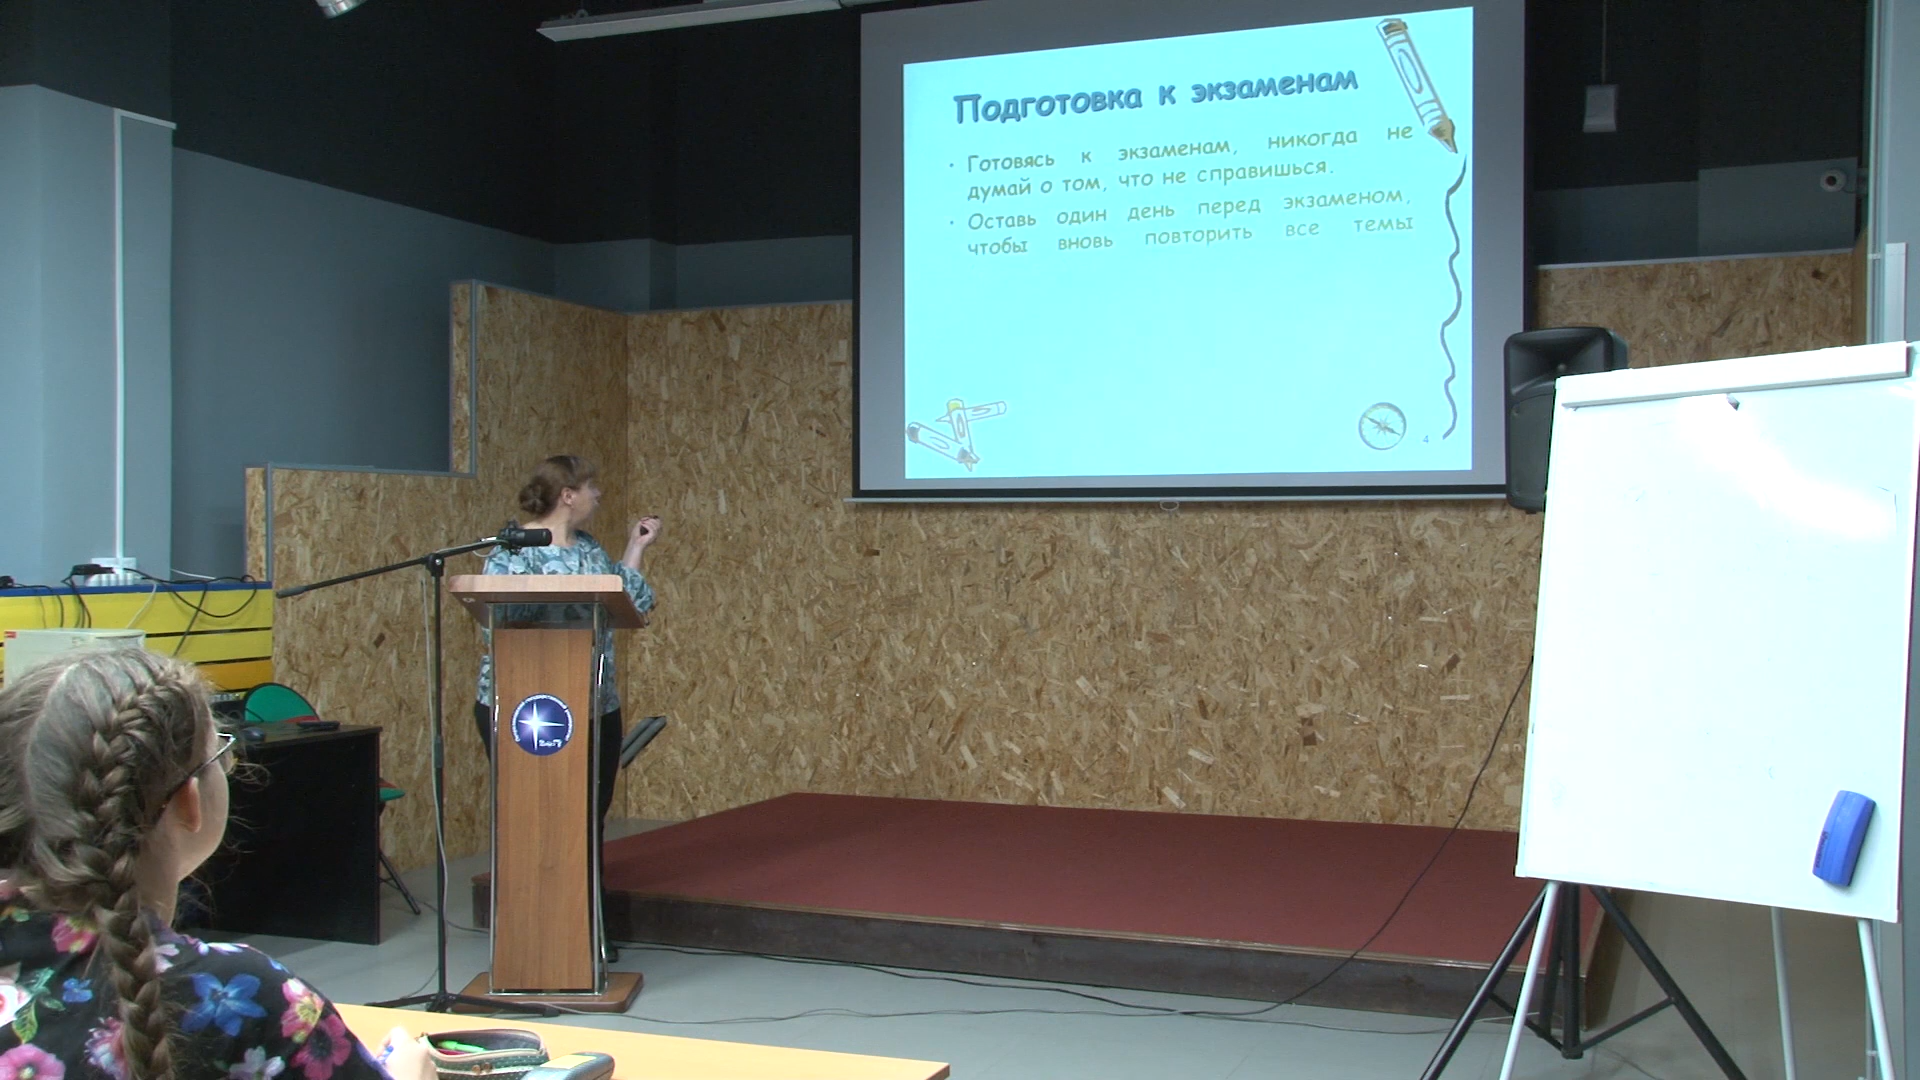 Подготовка к экзаменам
• Готовясь к экзаменам, никогда не
думай о том, что не справишься.
• Оставь один день перед экзаменом,
чтобы вновь повторить все темы
4